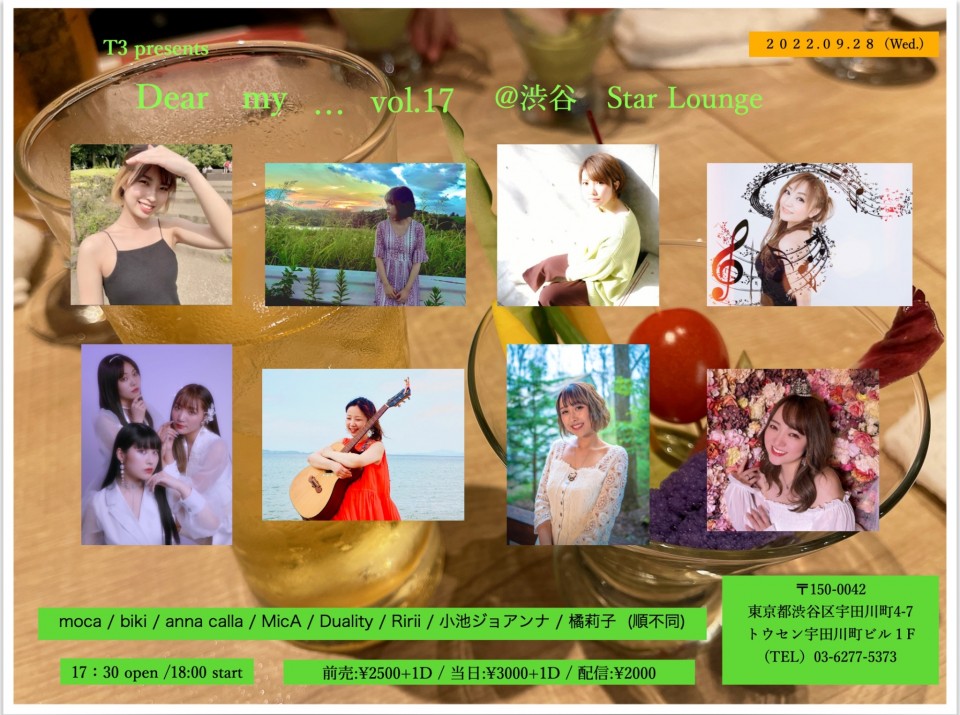 T3 presents
２０２２.０９.２８（Wed.）
Dear my ... vol.17 @渋谷 Star Lounge
moca / biki / anna calla / MicA / Duality / Ririi / 小池ジョアンナ / 橘莉子（順不同）
17：30 open /18:00 start
前売:¥2500+1D / 当日:¥3000+1D / 配信:¥2000
〒150-0042
東京都渋谷区宇田川町4-7
トウセン宇田川町ビル１F
（TEL）03-6277-5373